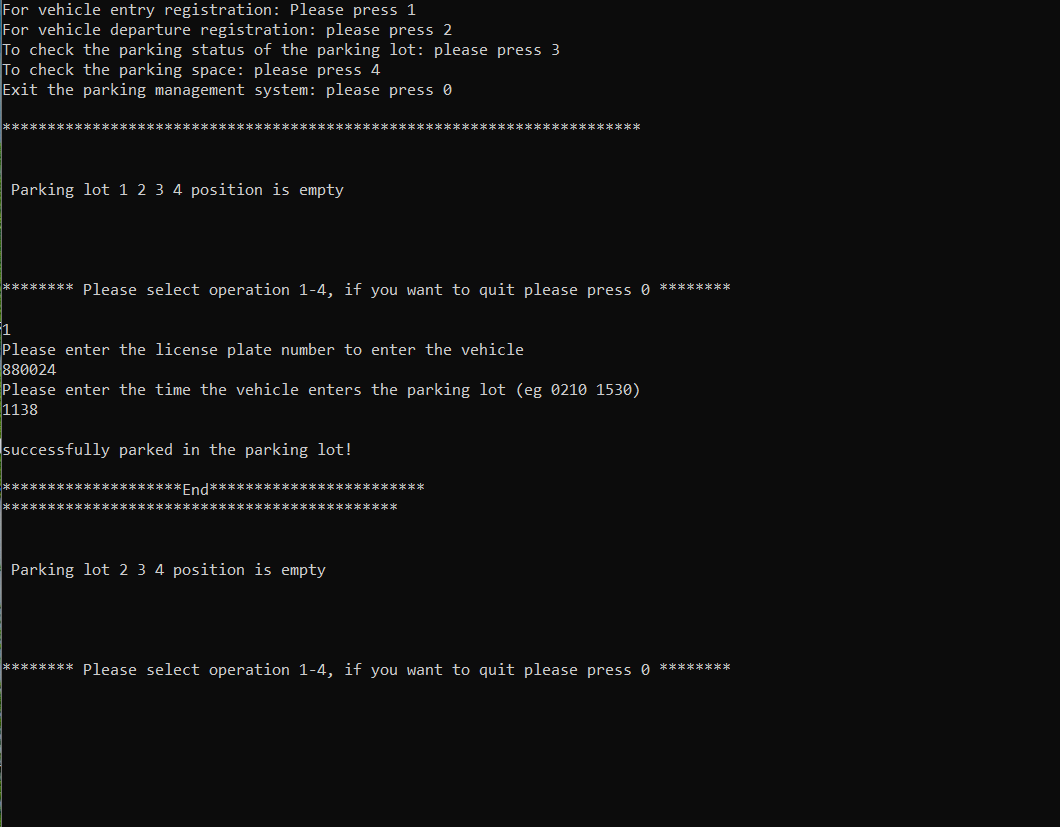 For vehicle entry registration: Please press 1
For vehicle departure registration: please press 2
To check the parking status of the parking lot: please press 3
To check the parking space: please press 4
Exit the parking management system: please press 0
***********************************************************************
Parking lot 1 2 3 4 position is empty
******** Please select operation 1-4, if you want to quit please press 0 ********
1
Please enter the license plate number to enter the vehicle
880024
Please enter the time the vehicle enters the parking lot (eg 0210 1530)
1138
successfully parked in the parking lot!
********************End************************
********************************************
Parking lot 2 3 4 position is empty
******** Please select operation 1-4, if you want to quit please press 0 ********